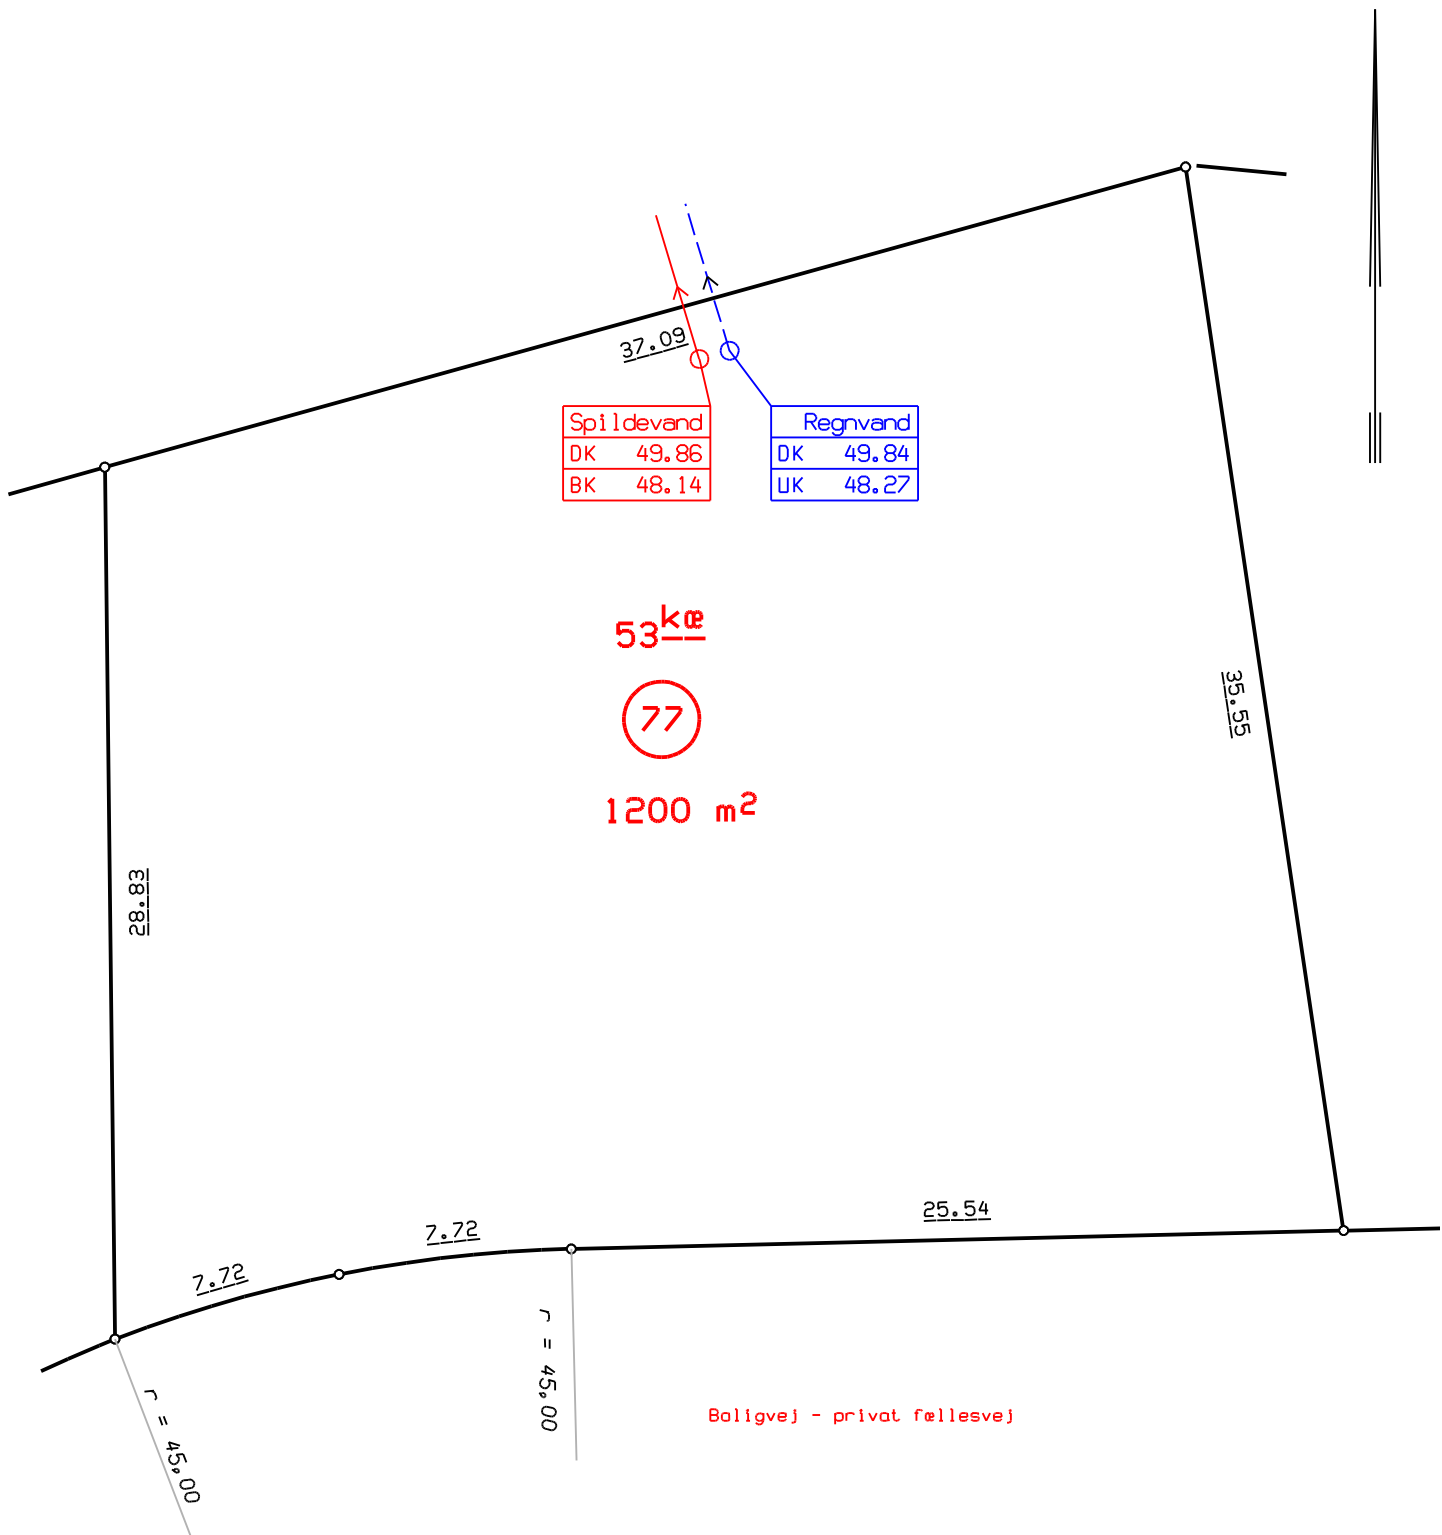 37.09
Spildevand
DK 49.86
BK 48.14
Regnvand
DK 49.84
UK 48.27
53kæ
77
1200 m²
35.55
28.83
25.54
7.72
7.72
r = 45.00
r = 45.00
Boligvej - privat fællesvej